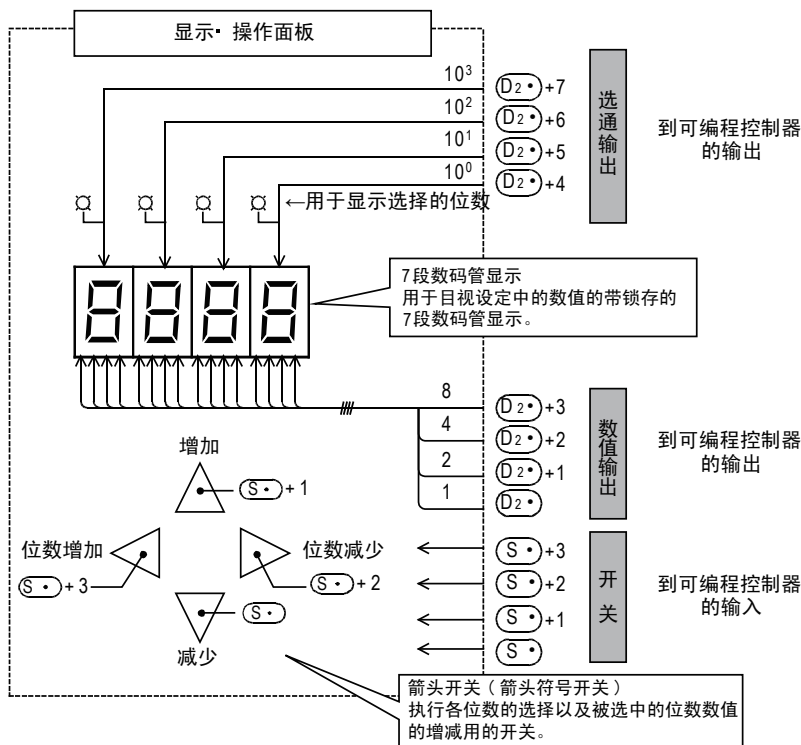 显示・操作面板
10³ D₂・+7
10² D₂・+6
10¹ D₂・+5
10⁰ D₂・+4
选通输出
到可编程控制器
的输出
←用于显示选择的位数
8888
7段数码管显示
用于目视设定中的数值的带锁存的
7段数码管显示。
8 D₂・+3
4 D₂・+2
2 D₂・+1
1 D₂・
数值输出
到可编程控制器
的输出
增加
S・+1
位数增加
S・+3
位数减少
S・+2
S・
减少
S・+3
S・+2
S・+1
S・
开关
到可编程控制器
的输入
箭头开关(箭头符号开关)
执行各位数的选择以及被选中的位数数值
的增减用的开关。